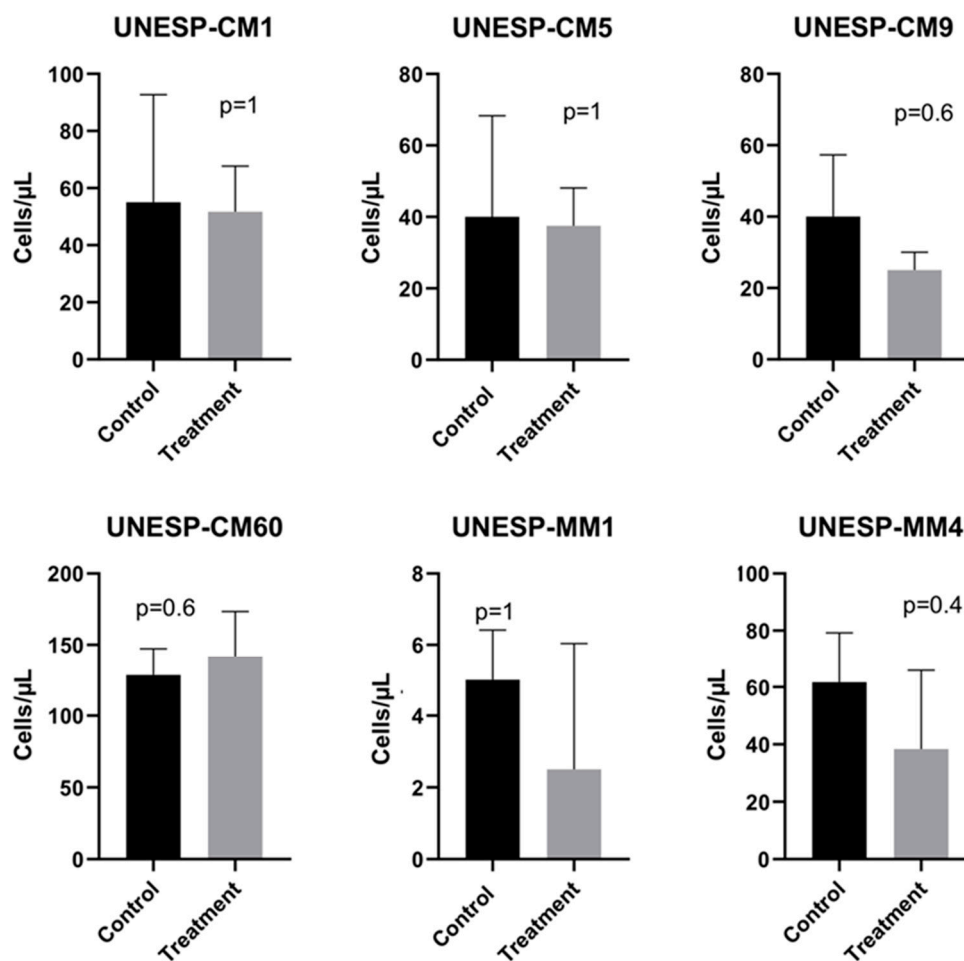 UNESP-CM1
100
80
60
40
20
0
Cells/µL
p=1
Control
Treatment
UNESP-CM5
80
60
40
20
0
Cells/µL
p=1
Control
Treatment
UNESP-CM9
80
60
40
20
0
Cells/µL
p=0.6
Control
Treatment
UNESP-CM60
200
150
100
50
0
Cells/µL
p=0.6
Control
Treatment
UNESP-MM1
8
6
4
2
0
Cells/µL
p=1
Control
Treatment
UNESP-MM4
100
80
60
40
20
0
Cells/µL
p=0.4
Control
Treatment